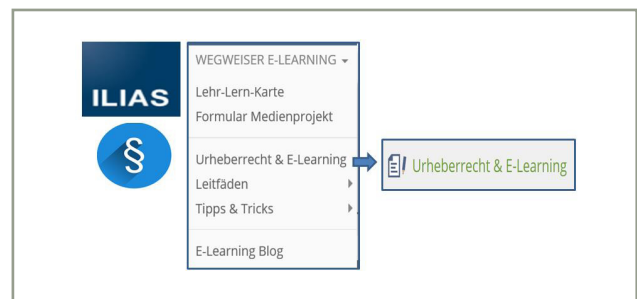 ILIAS
§
WEGWEISER E-LEARNING
Lehr-Lern-Karte
Formular Medienprojekt
Urheberrecht & E-Learning
Leitfäden
Tipps & Tricks
E-Learning Blog
Urheberrecht & E-Learning